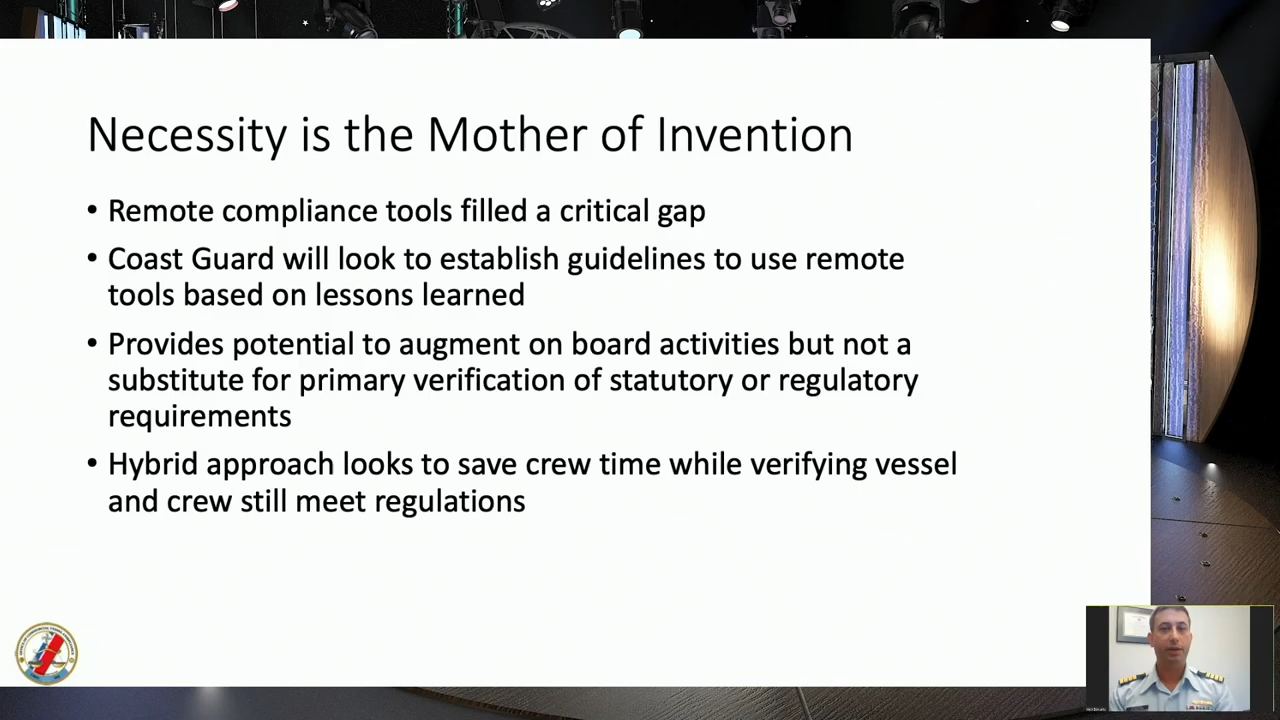 Necessity is the Mother of Invention
• Remote compliance tools filled a critical gap
• Coast Guard will look to establish guidelines to use remote
tools based on lessons learned
• Provides potential to augment on board activities but not a
substitute for primary verification of statutory or regulatory
requirements
• Hybrid approach looks to save crew time while verifying vessel
and crew still meet regulations